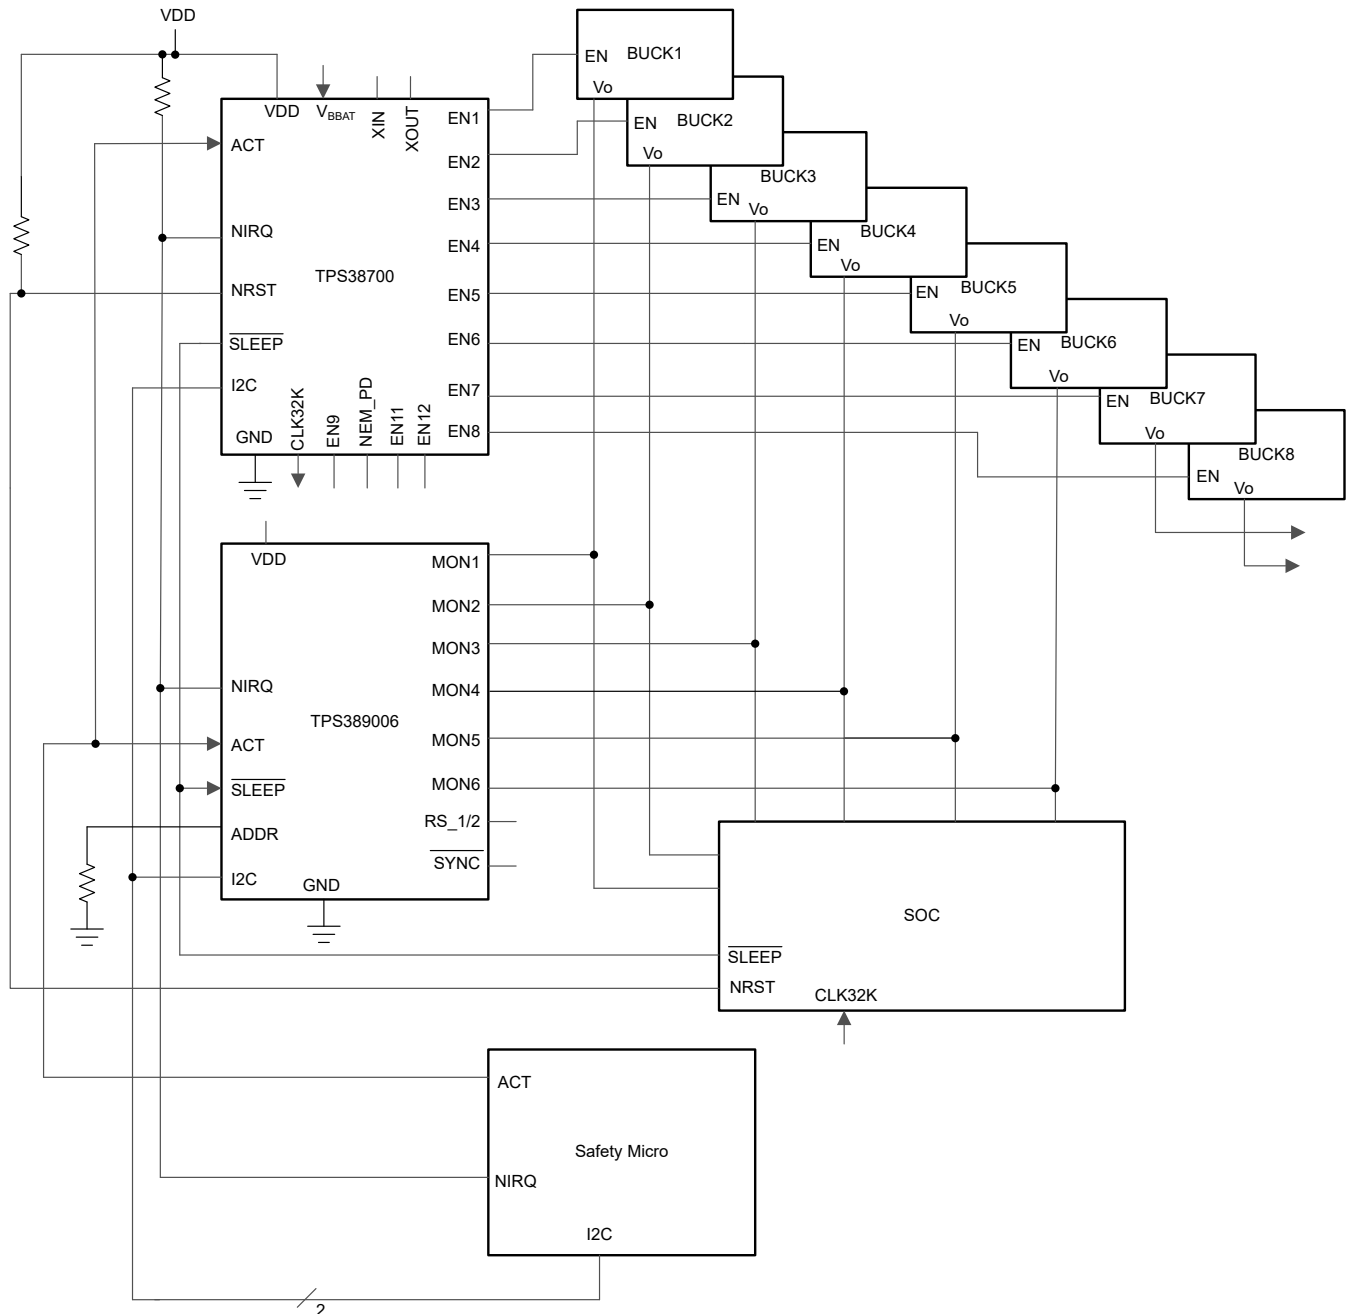 VDD
VDD
VBBAT
XIN
XOUT
ACT
NIRQ
NRST
SLEEP
I2C
GND
TPS38700
CLK32K
EN9
NEM_PD
EN11
EN12
EN1
EN2
EN3
EN4
EN5
EN6
EN7
EN8
EN
BUCK1
Vo
EN
BUCK2
Vo
EN
BUCK3
Vo
EN
BUCK4
Vo
EN
BUCK5
Vo
EN
BUCK6
Vo
EN
BUCK7
Vo
EN
BUCK8
Vo
VDD
NIRQ
ACT
SLEEP
ADDR
I2C
GND
TPS389006
MON1
MON2
MON3
MON4
MON5
MON6
RS_1/2
SYNC
SOC
SLEEP
NRST
CLK32K
ACT
Safety Micro
NIRQ
I2C
2